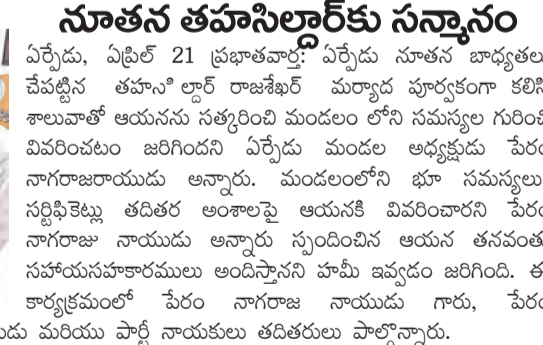 నూతన తహసిల్దార్‌కు సన్మానం
ఏర్పేడు, ఏప్రిల్ 21 ప్రభాతవార్త: ఏర్పేడు నూతన బాధ్యతలు
చేపట్టిన తహసిల్దార్ రాజశేఖర్ మర్యాద పూర్వకంగా కలిసి
శాలువాతో ఆయనను సత్కరించి మండలం లోని సమస్యల గురించి
వివరించటం జరిగిందని ఏర్పేడు మండల అధ్యక్షుడు పేరం
నాగరాజరాయుడు అన్నారు. మండలంలోని భూ సమస్యలు
సర్టిఫికెట్లు తదితర అంశాలపై ఆయనకి వివరించారని పేరం
నాగరాజు నాయుడు అన్నారు స్పందించిన ఆయన తనవంతు
సహాయసహకారములు అందిస్తానని హామీ ఇవ్వడం జరిగింది. ఈ
కార్యక్రమంలో పేరం నాగరాజ నాయుడు గారు, పేరం
మరియు పార్టీ నాయకులు తదితరులు పాల్గొన్నారు.